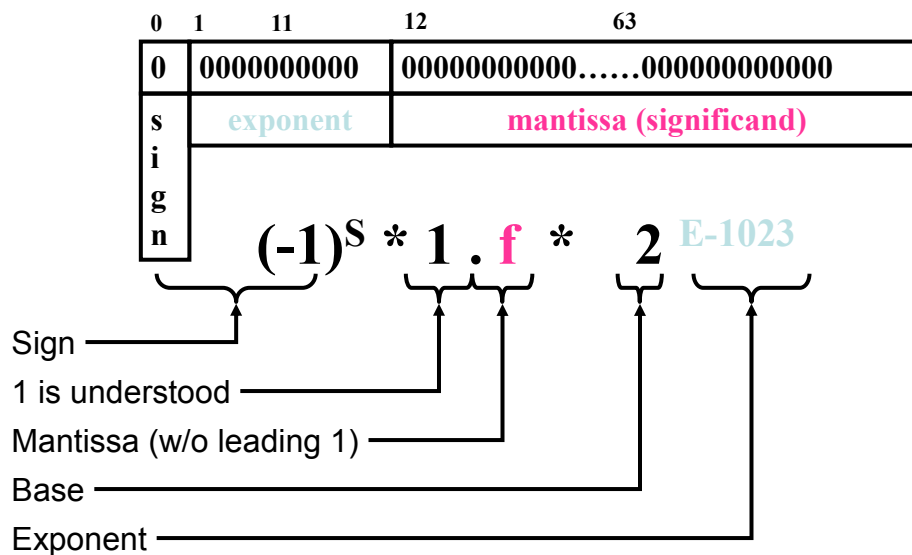 0 1 11 12 63
0 0000000000 00000000000......000000000000
sign exponent mantissa (significand)
(-1)^S * 1 . f * 2 ^E-1023
Sign
1 is understood
Mantissa (w/o leading 1)
Base
Exponent